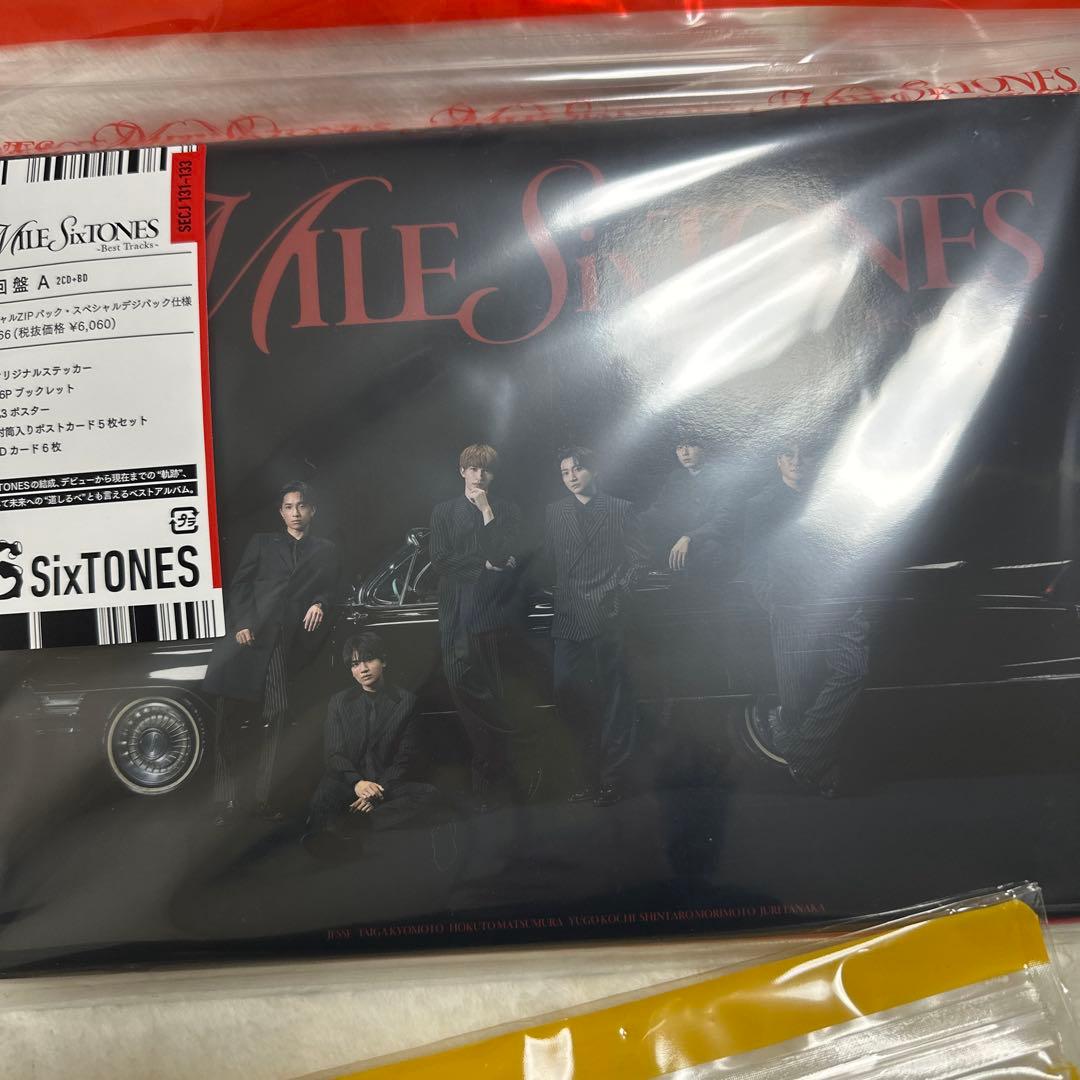 SixTONES
SECJ 131-133
MILE SixTONES
~Best Tracks~
回盤 A 2CD+BD
ャルZIPパック・スペシャルデジパック仕様
66(税抜価格 ¥6,060)
リジナルステッカー
6P ブックレット
3 ポスター
封筒入りポストカード5枚セット
Dカード6枚
TONESの結成、デビューから現在までの“軌跡”、
て未来への“道しるべ”とも言えるベストアルバム。
プラ
SixTONES
MILE SixTONES
JESSE TAIGA KYOMOTO HOKUTO MATSUMURA YUGO KOCHI SHINTARO MORIMOTO JURI TANAKA